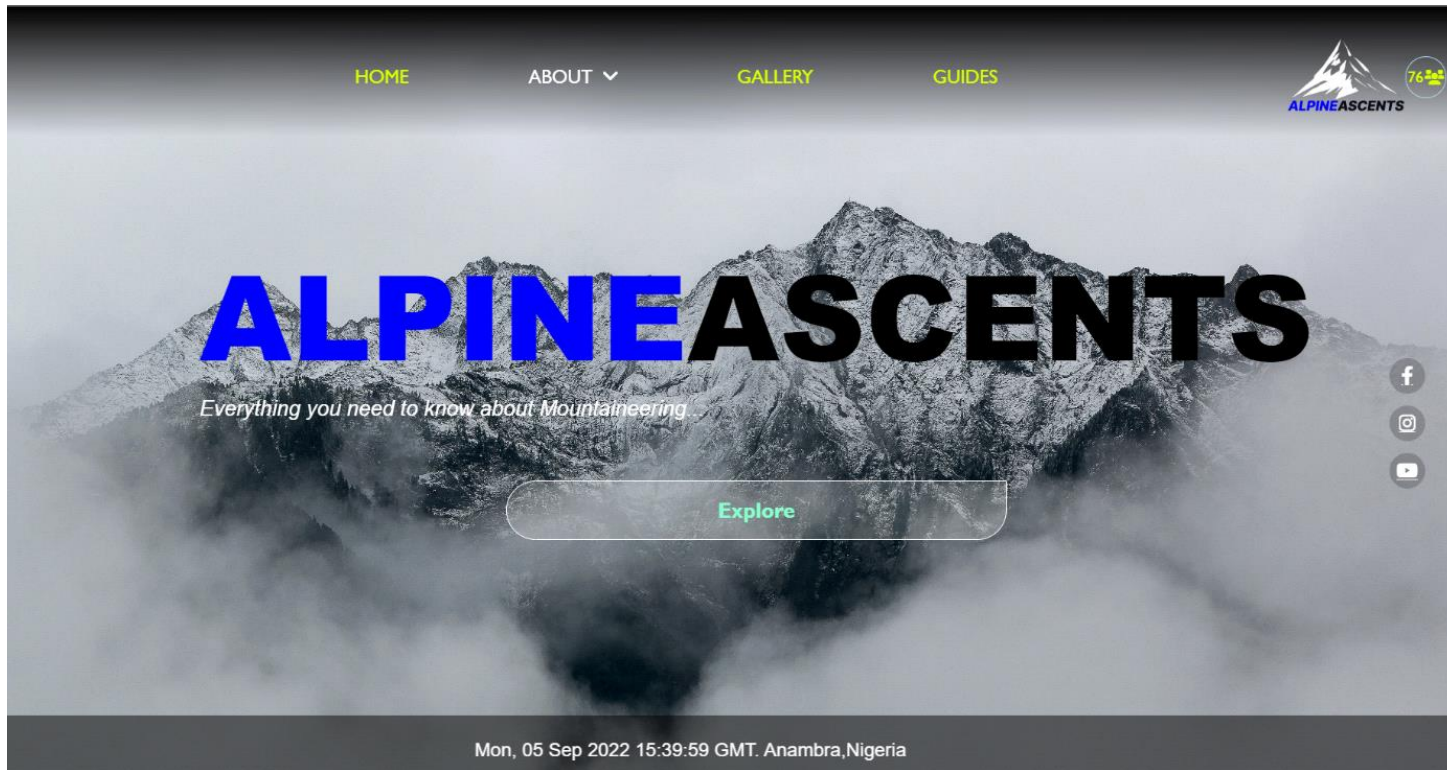 HOME
ABOUT
GALLERY
GUIDES
ALPINEASCENTS
76
ALPINEASCENTS
Everything you need to know about Mountaineering...
Explore
Mon, 05 Sep 2022 15:39:59 GMT. Anambra,Nigeria